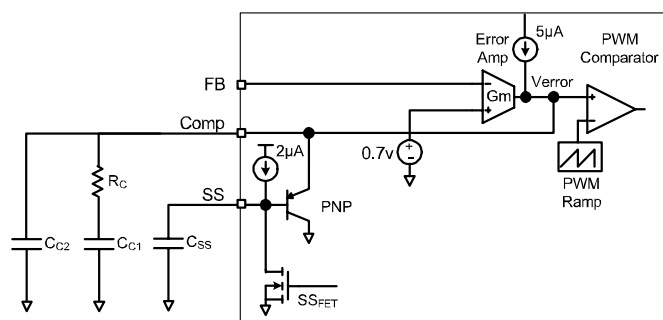 5µA
Error
Amp
PWM
Comparator
FB
−
Gm
+
Verror
+
−
Comp
2µA
0.7v
+
−
PWM
Ramp
RC
SS
PNP
CC2
CC1
CSS
SSFET